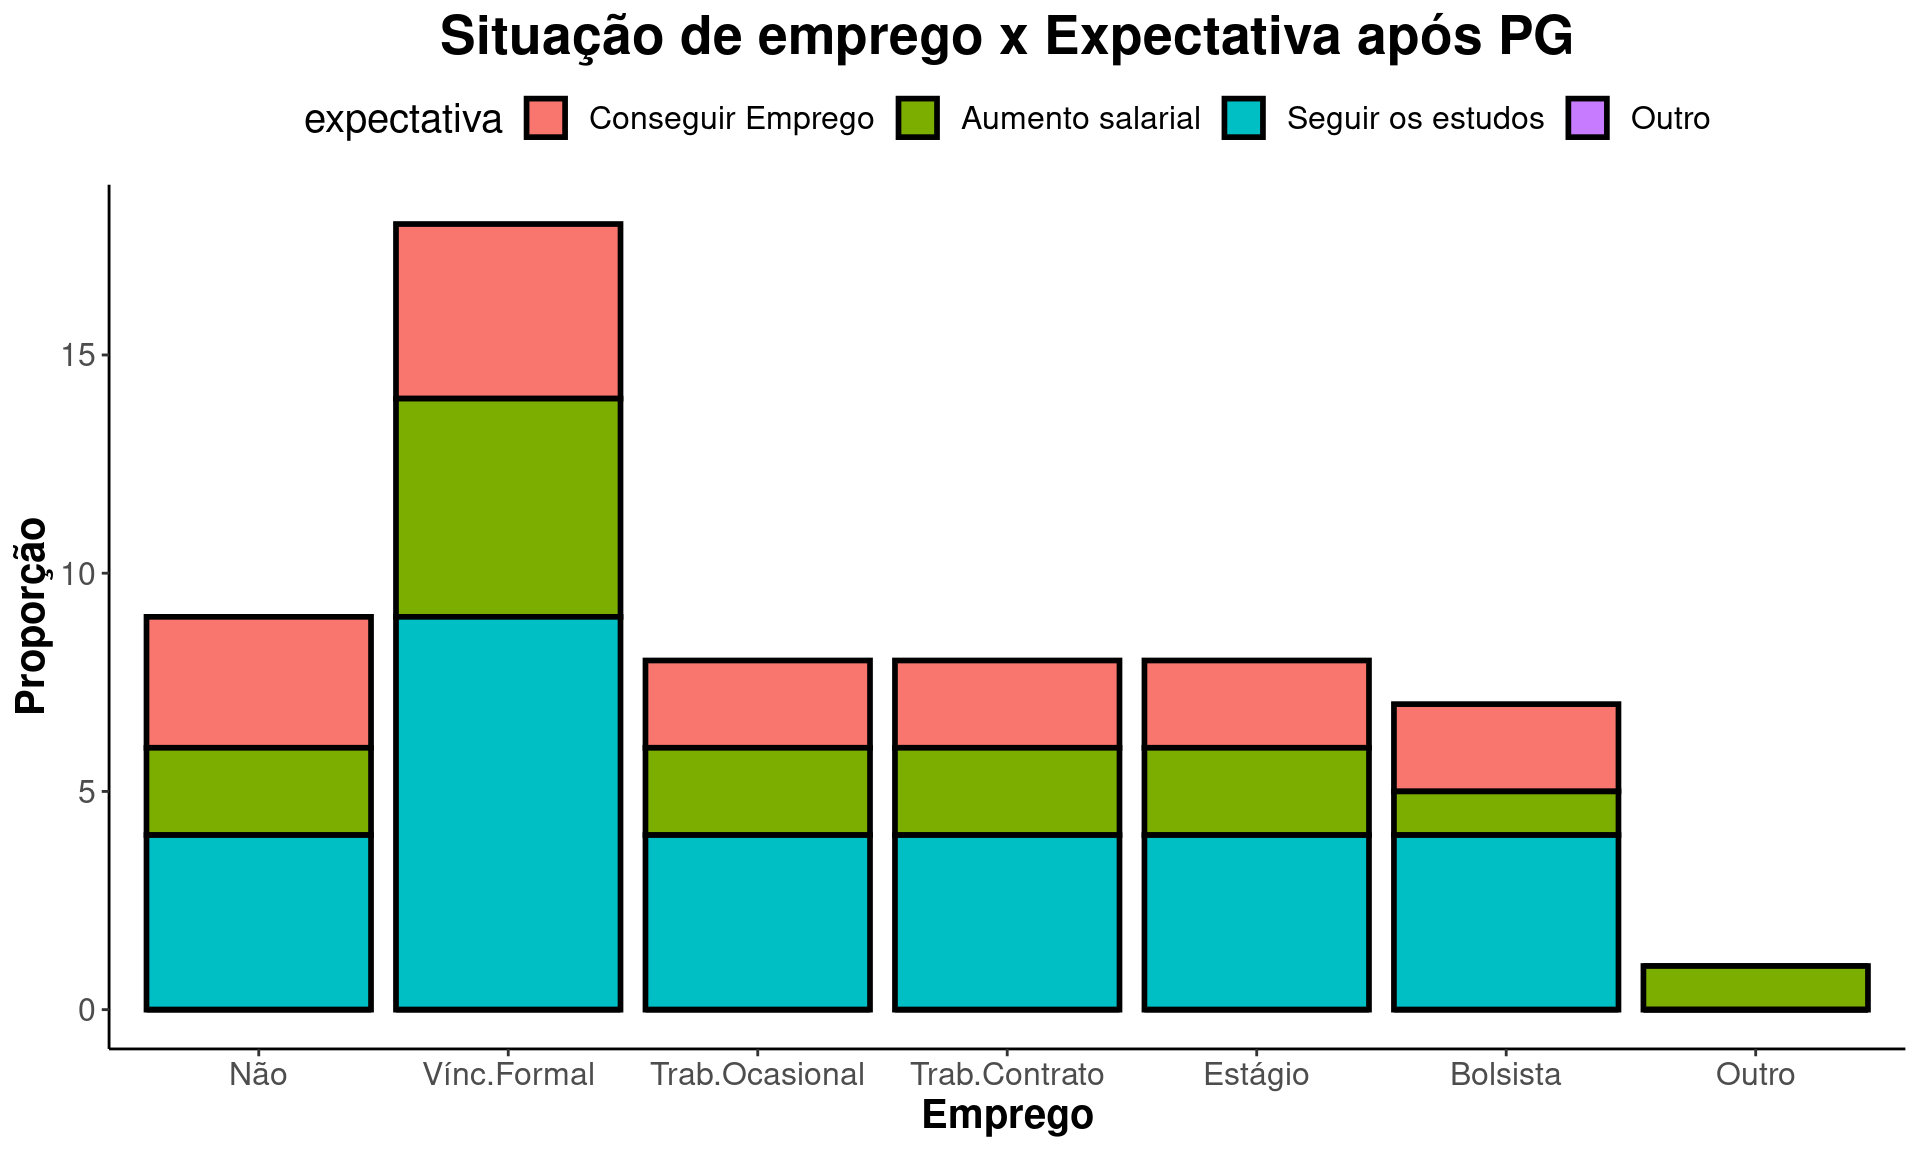 Situação de emprego x Expectativa após PG
expectativa Conseguir Emprego Aumento salarial Seguir os estudos Outro
Proporção
15
10
5
0
Não Vínc.Formal Trab.Ocasional Trab.Contrato Estágio Bolsista Outro
Emprego